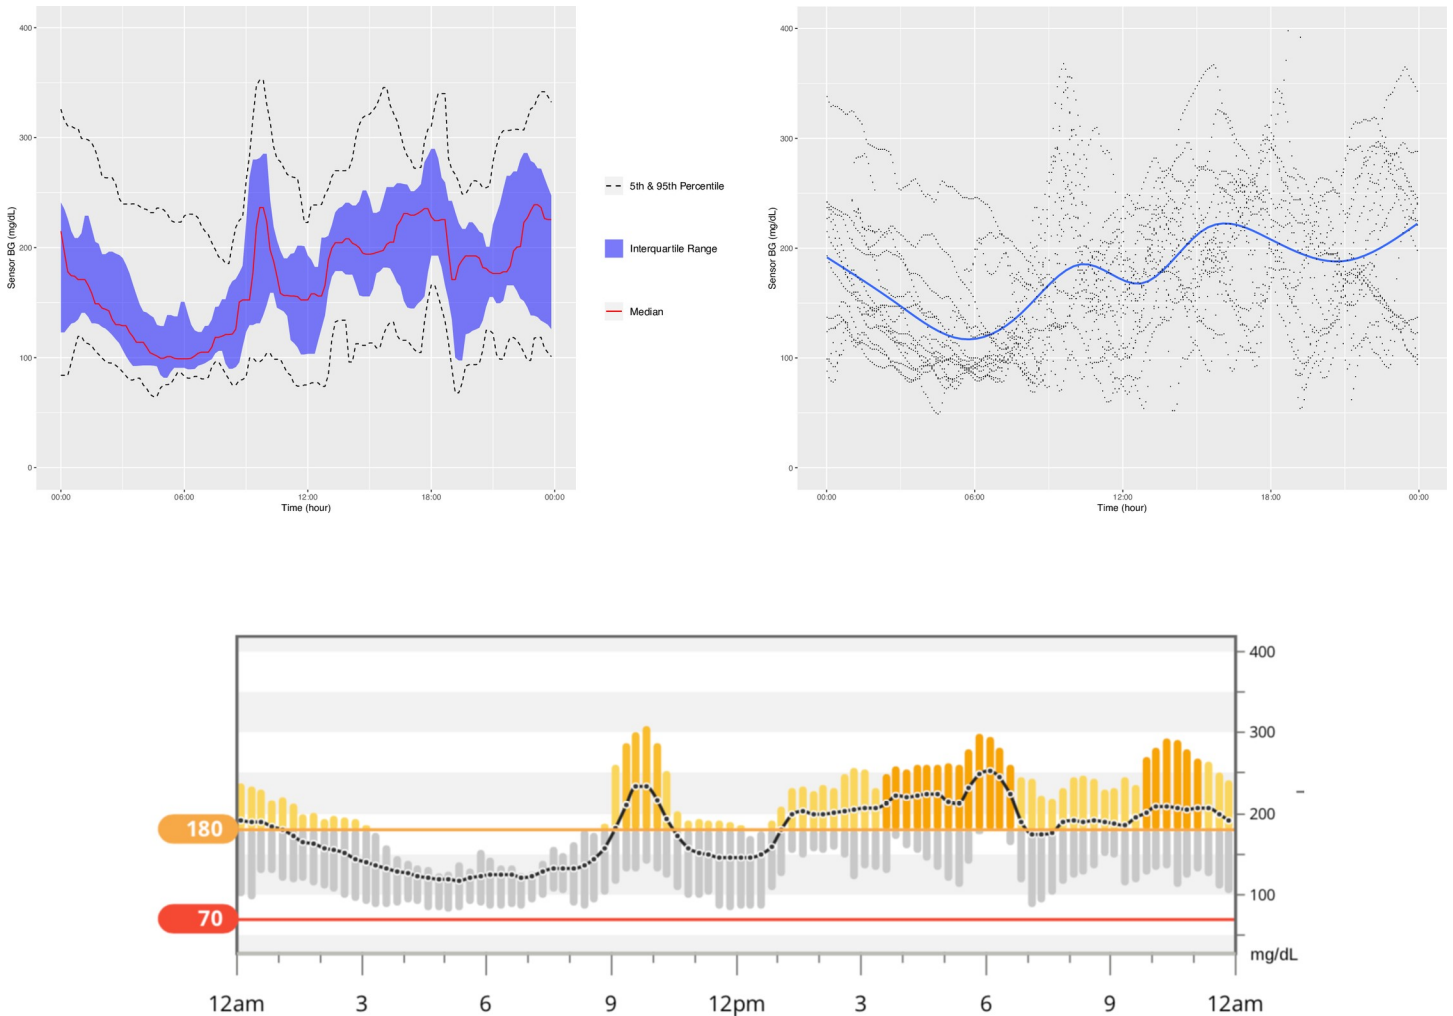 400
300
200
100
0
Sensor BG (mg/dL)
00:00 06:00 12:00 18:00 00:00
Time (hour)
5th & 95th Percentile
Interquartile Range
Median
400
300
200
100
0
Sensor BG (mg/dL)
00:00 06:00 12:00 18:00 00:00
Time (hour)
180
70
400
300
200
100
mg/dL
12am 3 6 9 12pm 3 6 9 12am